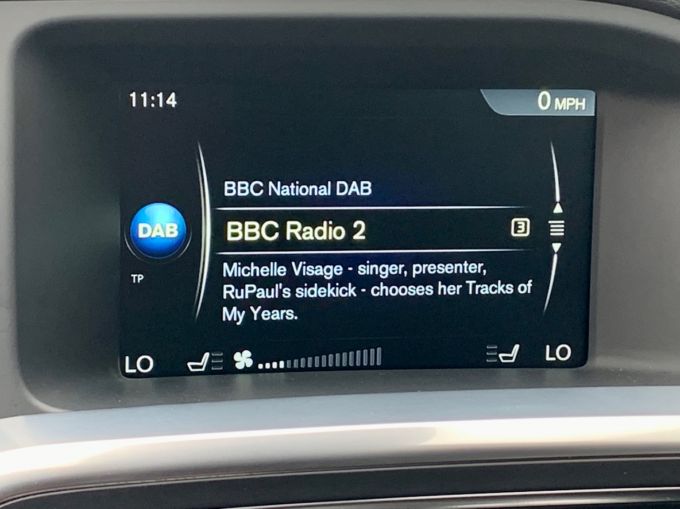 11:14
0 MPH
BBC National DAB
DAB
BBC Radio 2
3
TP
Michelle Visage - singer, presenter,
RuPaul's sidekick - chooses her Tracks of
My Years.
LO
LO